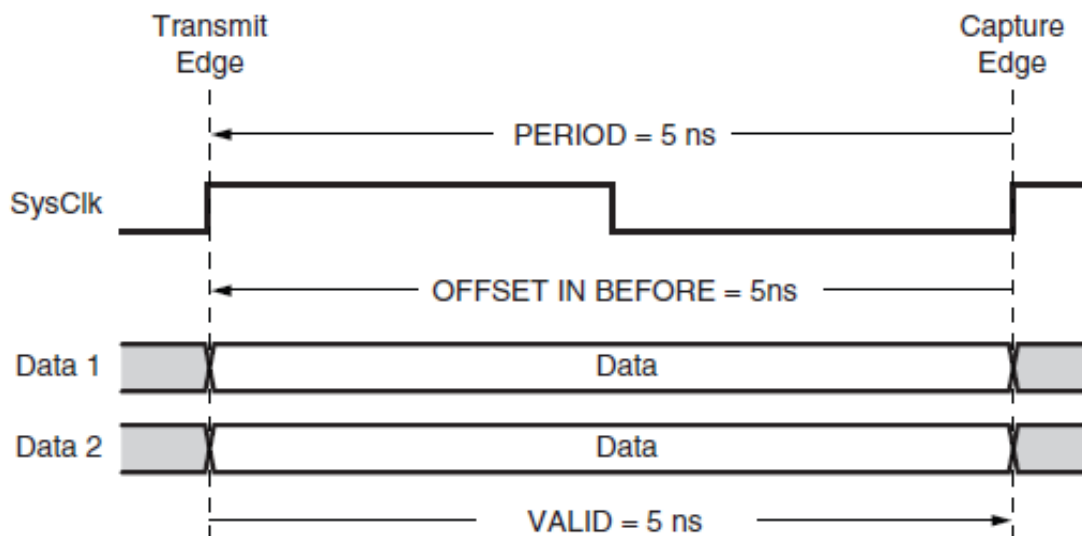 Transmit
Edge
Capture
Edge
PERIOD = 5 ns
SysClk
OFFSET IN BEFORE = 5ns
Data 1
Data
Data 2
Data
VALID = 5 ns